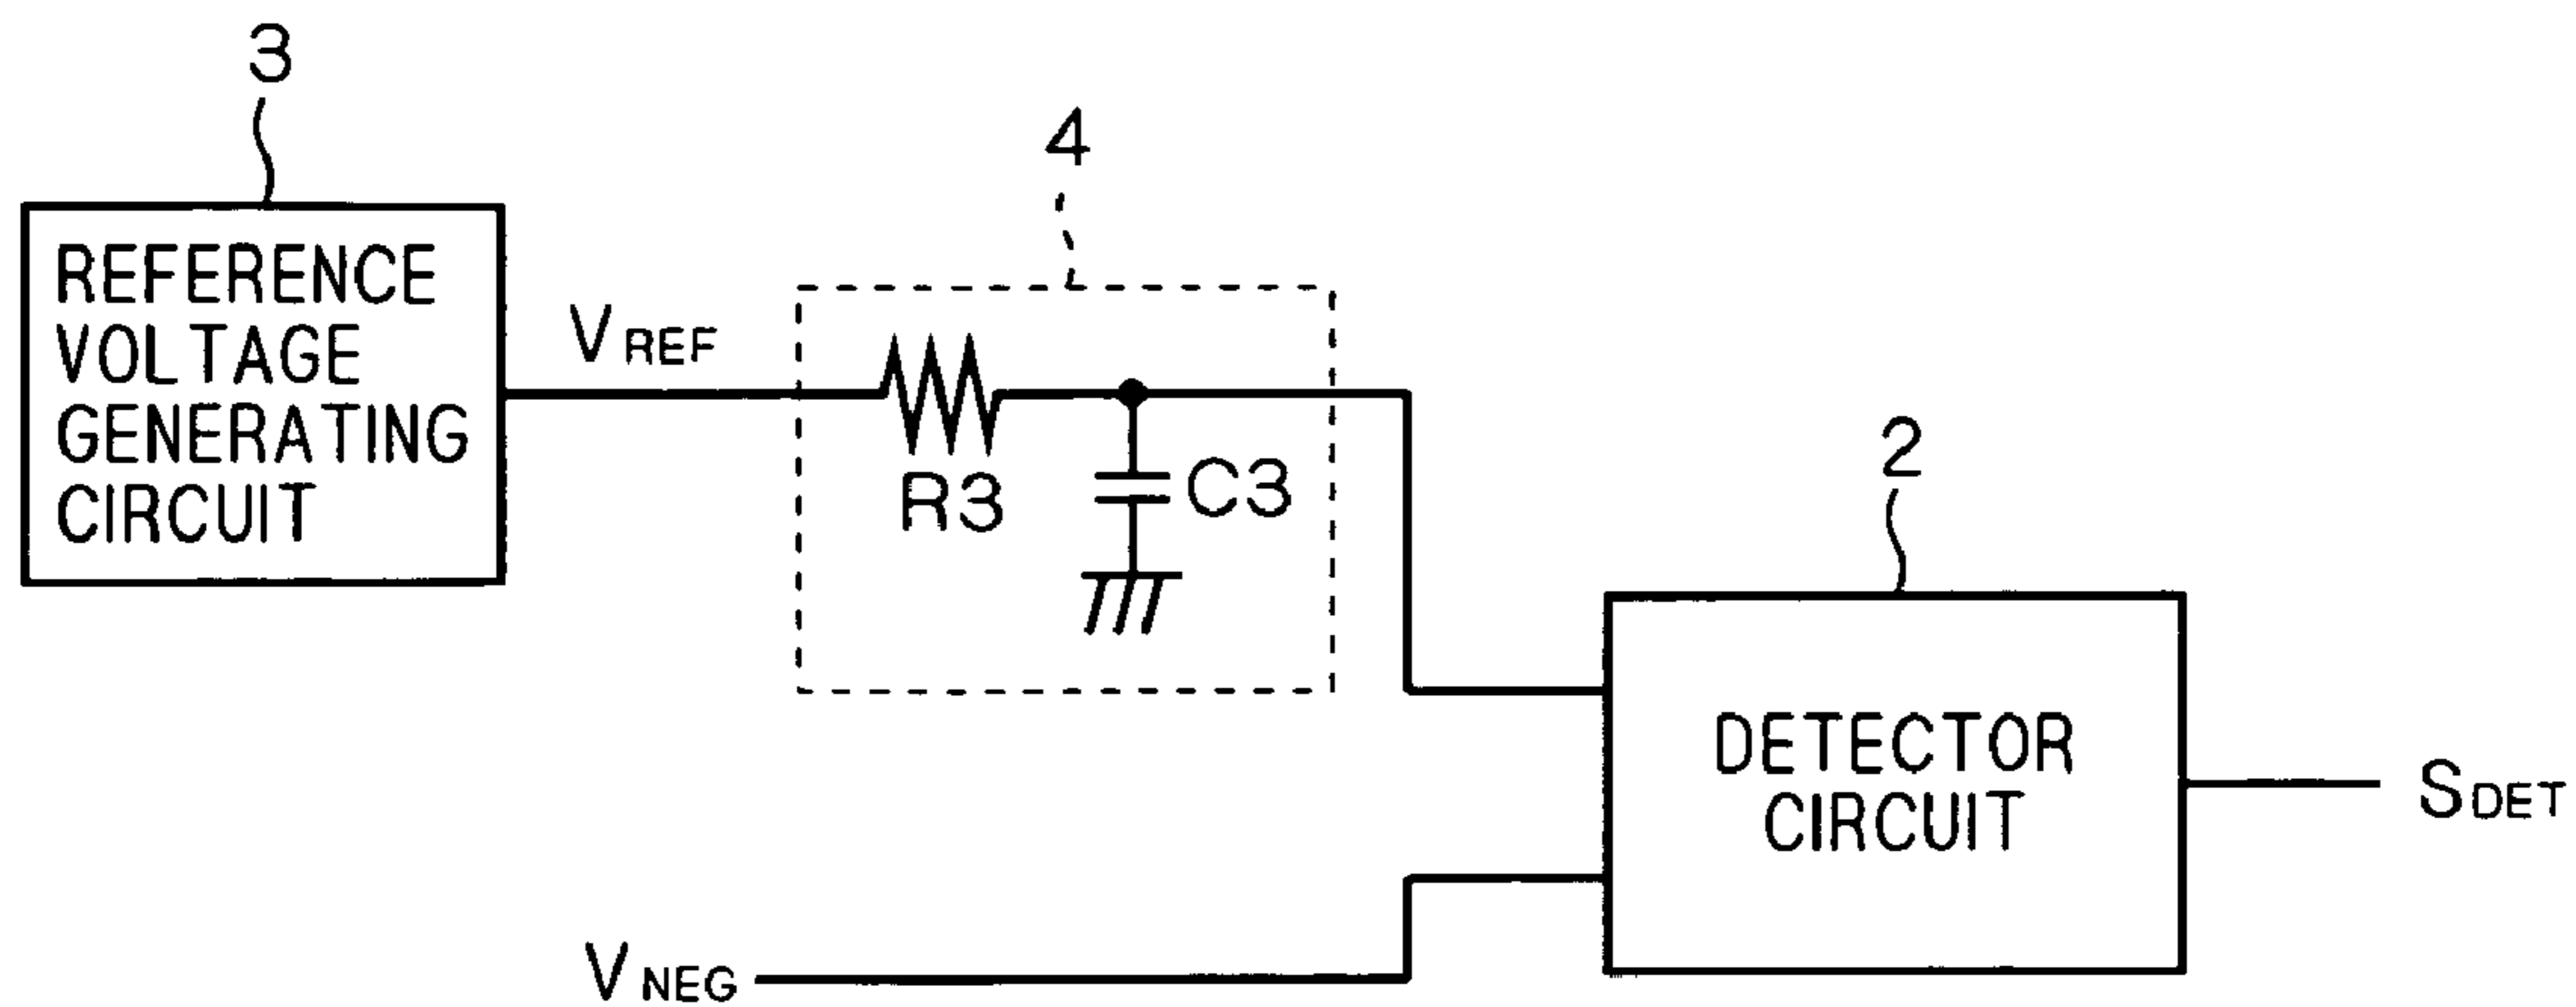 3
4
REFERENCE
VOLTAGE
GENERATING
CIRCUIT
VREF
R3
C3
2
DETECTOR
CIRCUIT
SDET
VNEG